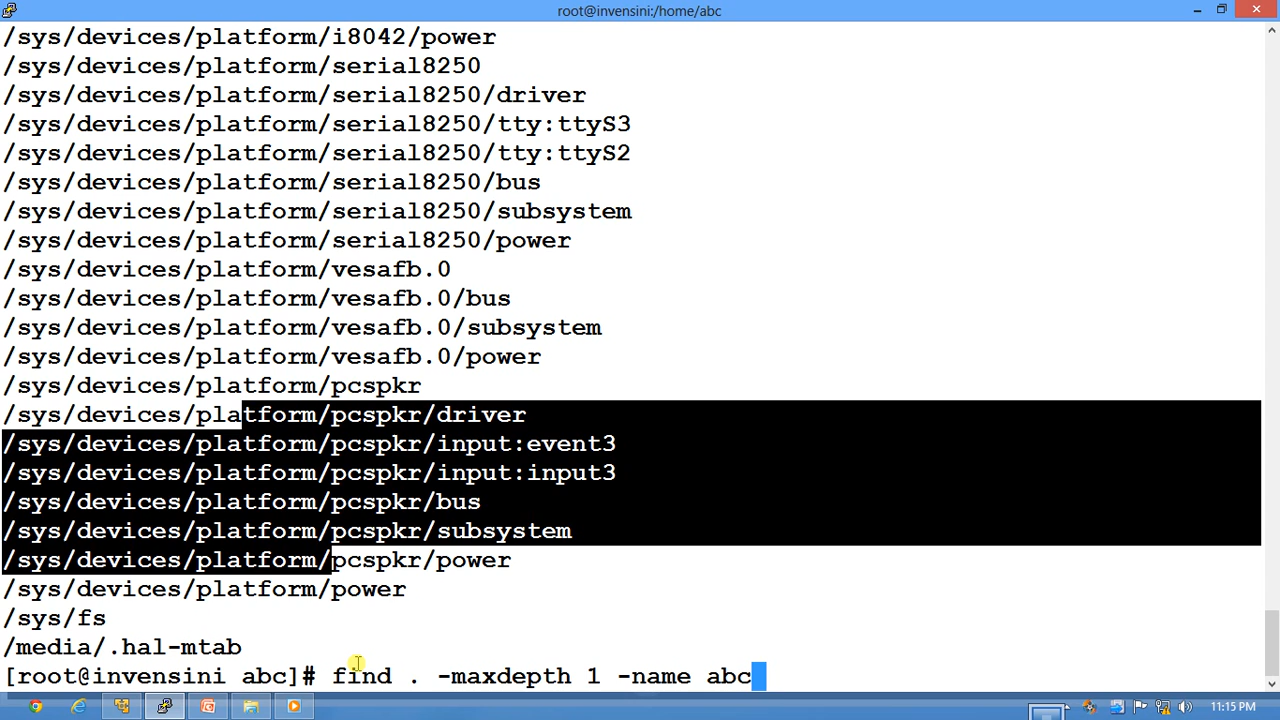 root@invensini:/home/abc
/sys/devices/platform/i8042/power
/sys/devices/platform/serial8250
/sys/devices/platform/serial8250/driver
/sys/devices/platform/serial8250/tty:ttyS3
/sys/devices/platform/serial8250/tty:ttyS2
/sys/devices/platform/serial8250/bus
/sys/devices/platform/serial8250/subsystem
/sys/devices/platform/serial8250/power
/sys/devices/platform/vesafb.0
/sys/devices/platform/vesafb.0/bus
/sys/devices/platform/vesafb.0/subsystem
/sys/devices/platform/vesafb.0/power
/sys/devices/platform/pcspkr
/sys/devices/platform/pcspkr/driver
/sys/devices/platform/pcspkr/input:event3
/sys/devices/platform/pcspkr/input:input3
/sys/devices/platform/pcspkr/bus
/sys/devices/platform/pcspkr/subsystem
/sys/devices/platform/pcspkr/power
/sys/devices/platform/power
/sys/fs
/media/.hal-mtab
[root@invensini abc]# find . -maxdepth 1 -name abc
11:15 PM